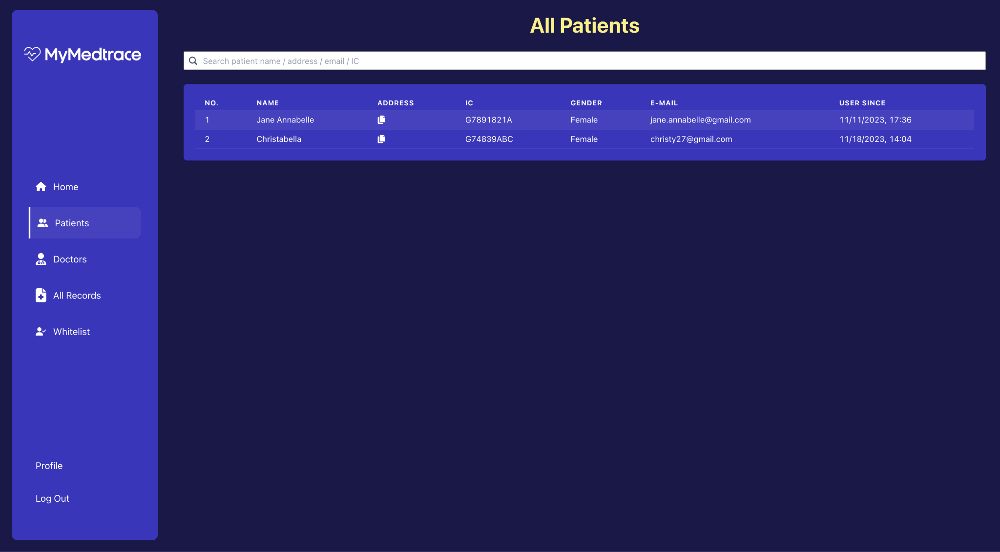 MyMedtrace
Home
Patients
Doctors
All Records
Whitelist
Profile
Log Out
All Patients
Search patient name / address / email / IC
NO. NAME ADDRESS IC GENDER E-MAIL USER SINCE
1 Jane Annabelle G7891821A Female jane.annabelle@gmail.com 11/11/2023, 17:36
2 Christabella G74839ABC Female christy27@gmail.com 11/18/2023, 14:04